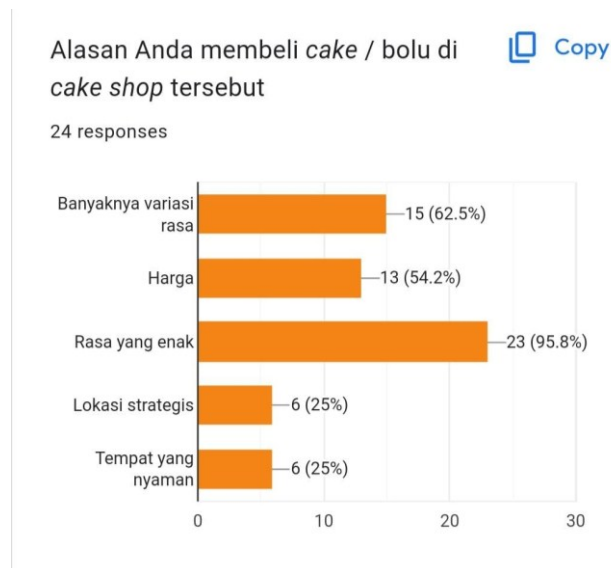 Alasan Anda membeli cake / bolu di
Copy
cake shop tersebut
24 responses
Banyaknya variasi
rasa
15 (62.5%)
Harga
13 (54.2%)
Rasa yang enak
23 (95.8%)
Lokasi strategis
6 (25%)
Tempat yang
nyaman
6 (25%)
0 10 20 30